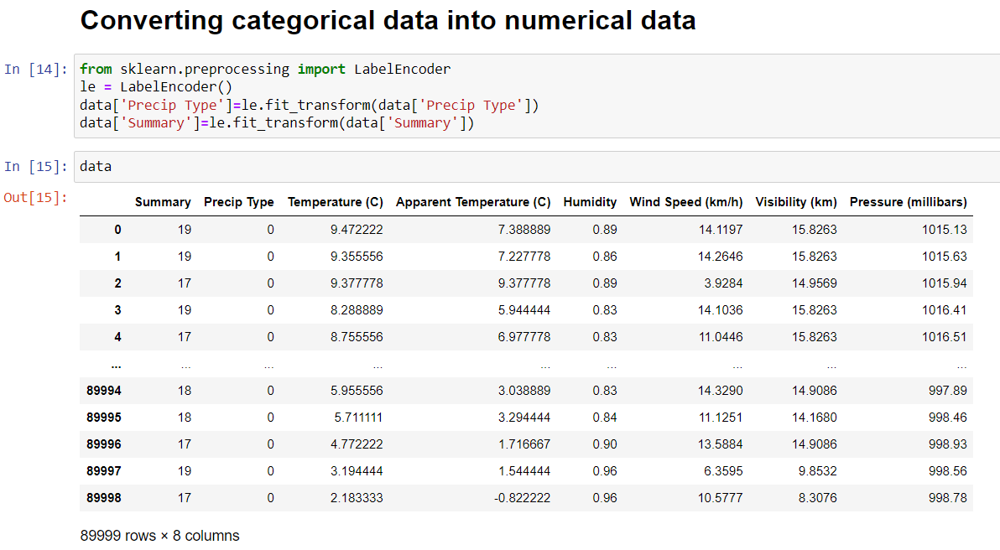 Converting categorical data into numerical data
In [14]: from sklearn.preprocessing import LabelEncoder
le = LabelEncoder()
data['Precip Type']=le.fit_transform(data['Precip Type'])
data['Summary']=le.fit_transform(data['Summary'])
In [15]: data
Out[15]:
Summary Precip Type Temperature (C) Apparent Temperature (C) Humidity Wind Speed (km/h) Visibility (km) Pressure (millibars)
0 19 0 9.472222 7.388889 0.89 14.1197 15.8263 1015.13
1 19 0 9.355556 7.227778 0.86 14.2646 15.8263 1015.63
2 17 0 9.377778 9.377778 0.89 3.9284 14.9569 1015.94
3 19 0 8.288889 5.944444 0.83 14.1036 15.8263 1016.41
4 17 0 8.755556 6.977778 0.83 11.0446 15.8263 1016.51
... ... ... ... ... ... ... ... ...
89994 18 0 5.955556 3.038889 0.83 14.3290 14.9086 997.89
89995 18 0 5.711111 3.294444 0.84 11.1251 14.1680 998.46
89996 17 0 4.772222 1.716667 0.90 13.5884 14.9086 998.93
89997 19 0 3.194444 1.544444 0.96 6.3595 9.8532 998.56
89998 17 0 2.183333 -0.822222 0.96 10.5777 8.3076 998.78
89999 rows × 8 columns